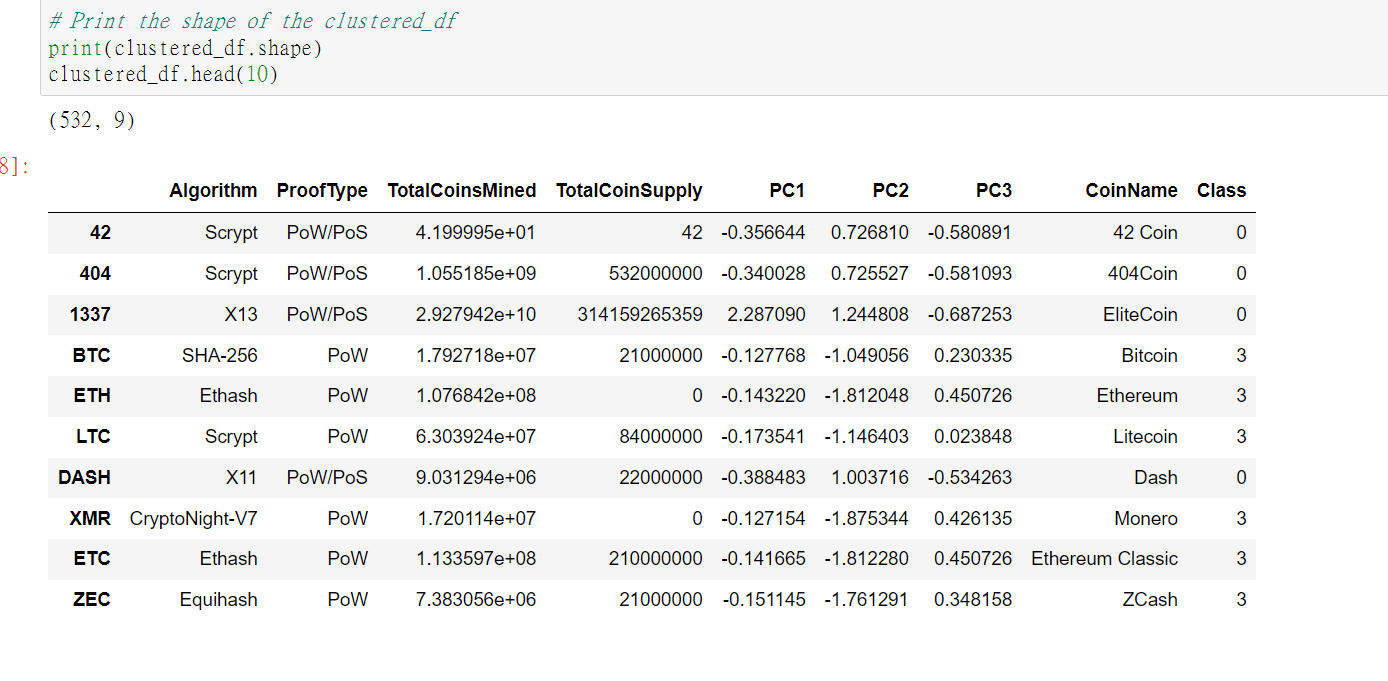 # Print the shape of the clustered_df
print(clustered_df.shape)
clustered_df.head(10)
(532, 9)
8]:
Algorithm ProofType TotalCoinsMined TotalCoinSupply PC1 PC2 PC3 CoinName Class
42 Scrypt PoW/PoS 4.199995e+01 42 -0.356644 0.726810 -0.580891 42 Coin 0
404 Scrypt PoW/PoS 1.055185e+09 532000000 -0.340028 0.725527 -0.581093 404Coin 0
1337 X13 PoW/PoS 2.927942e+10 314159265359 2.287090 1.244808 -0.687253 EliteCoin 0
BTC SHA-256 PoW 1.792718e+07 21000000 -0.127768 -1.049056 0.230335 Bitcoin 3
ETH Ethash PoW 1.076842e+08 0 -0.143220 -1.812048 0.450726 Ethereum 3
LTC Scrypt PoW 6.303924e+07 84000000 -0.173541 -1.146403 0.023848 Litecoin 3
DASH X11 PoW/PoS 9.031294e+06 22000000 -0.388483 1.003716 -0.534263 Dash 0
XMR CryptoNight-V7 PoW 1.720114e+07 0 -0.127154 -1.875344 0.426135 Monero 3
ETC Ethash PoW 1.133597e+08 210000000 -0.141665 -1.812280 0.450726 Ethereum Classic 3
ZEC Equihash PoW 7.383056e+06 21000000 -0.151145 -1.761291 0.348158 ZCash 3